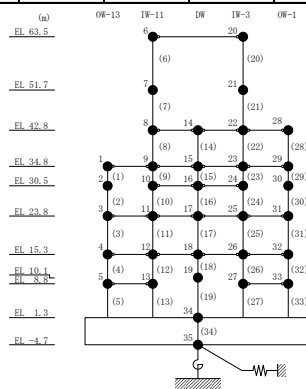 (m) OW-13 IW-11 DW IW-3 OW-1
EL 63.5 6 20
(6) (20)
EL 51.7 7 21
(7) (21)
EL 42.8 8 14 22 28
(8) (14) (22) (28)
EL 34.8 1 9 15 23 29
(1) (9) (15) (23) (29)
EL 30.5 2 10 16 24 30
(2) (10) (16) (24) (30)
EL 23.8 3 11 17 25 31
(3) (11) (17) (25) (31)
EL 15.3 4 12 18 26 32
(4) (12) (18) (26) (32)
EL 10.1 19
EL 8.8 5 13 27 33
(5) (13) (19) (27) (33)
EL 1.3 34
(34)
EL -4.7 35